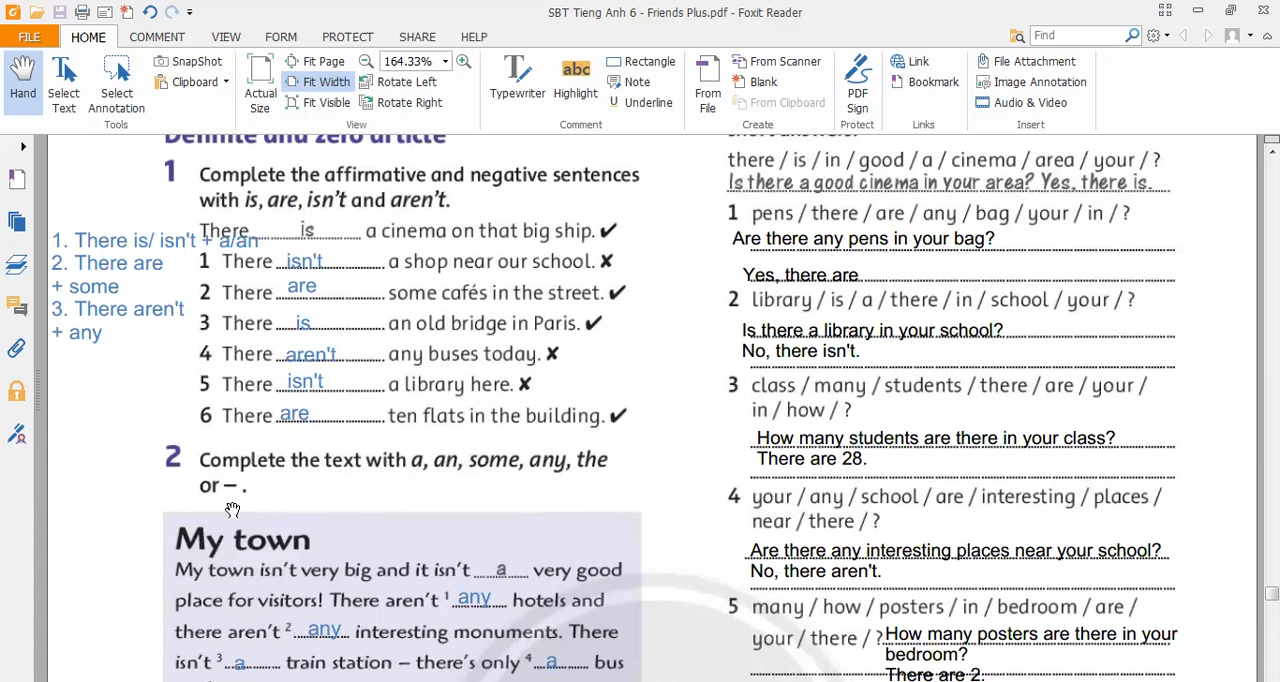 SBT Tieng Anh 6 - Friends Plus.pdf - Foxit Reader
FILE HOME COMMENT VIEW FORM PROTECT SHARE HELP
Find
Hand
Select Text
Select Annotation
SnapShot
Clipboard
Tools
Actual Size
Fit Page
Fit Width
Fit Visible
164.33%
Rotate Left
Rotate Right
View
Typewriter
Highlight
Rectangle
Note
Underline
Comment
From File
From Scanner
Blank
From Clipboard
Create
PDF Sign
Protect
Link
Bookmark
Links
File Attachment
Image Annotation
Audio & Video
Insert
Definite and zero article
1 Complete the affirmative and negative sentences
with is, are, isn't and aren't.
There is a cinema on that big ship. ✔
1 There isn't a shop near our school. ✘
2 There are some cafés in the street. ✔
3 There is an old bridge in Paris. ✔
4 There aren't any buses today. ✘
5 There isn't a library here. ✘
6 There are ten flats in the building. ✔
1. There is/ isn't + a/an
2. There are
+ some
3. There aren't
+ any
2 Complete the text with a, an, some, any, the
or – .
My town
My town isn't very big and it isn't a very good
place for visitors! There aren't 1 any hotels and
there aren't 2 any interesting monuments. There
isn't 3 a train station – there's only 4 a bus
short answers.
there / is / in / good / a / cinema / area / your / ?
Is there a good cinema in your area? Yes, there is.
1 pens / there / are / any / bag / your / in / ?
Are there any pens in your bag?
Yes, there are
2 library / is / a / there / in / school / your / ?
Is there a library in your school?
No, there isn't.
3 class / many / students / there / are / your /
in / how / ?
How many students are there in your class?
There are 28.
4 your / any / school / are / interesting / places /
near / there / ?
Are there any interesting places near your school?
No, there aren't.
5 many / how / posters / in / bedroom / are /
your / there / ?
How many posters are there in your
bedroom?
There are 2.